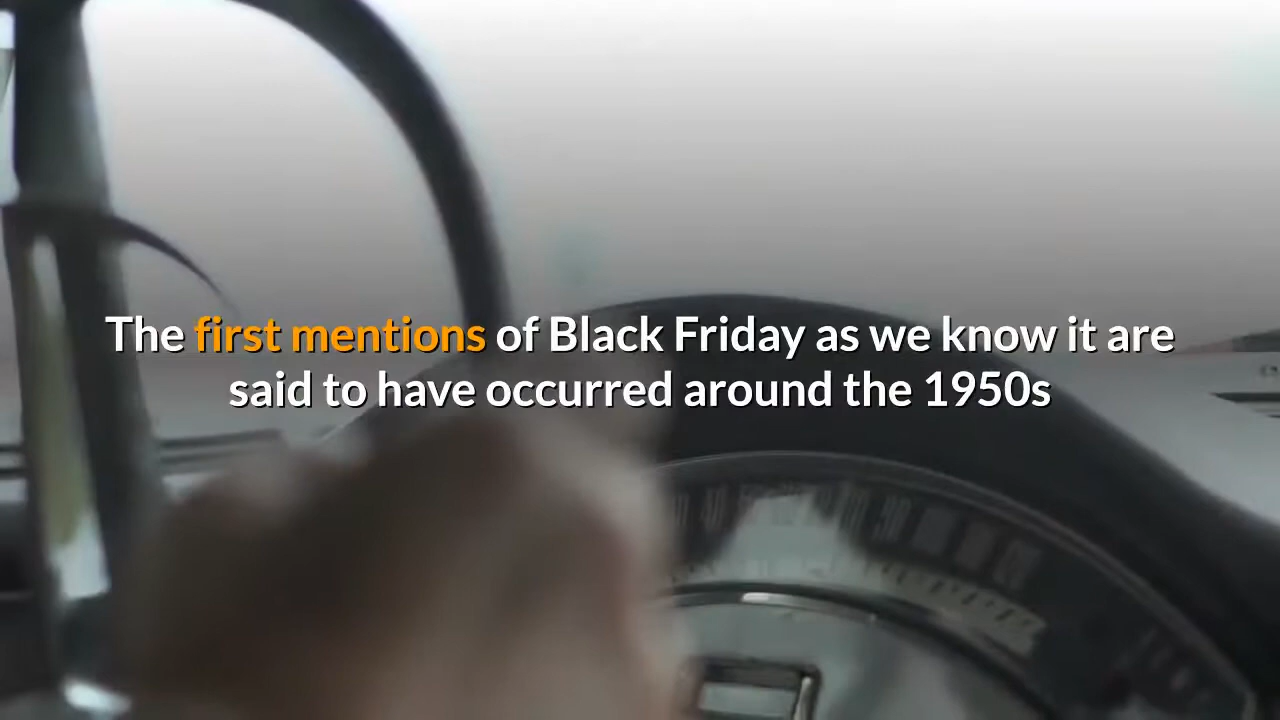 The first mentions of Black Friday as we know it are
said to have occurred around the 1950s